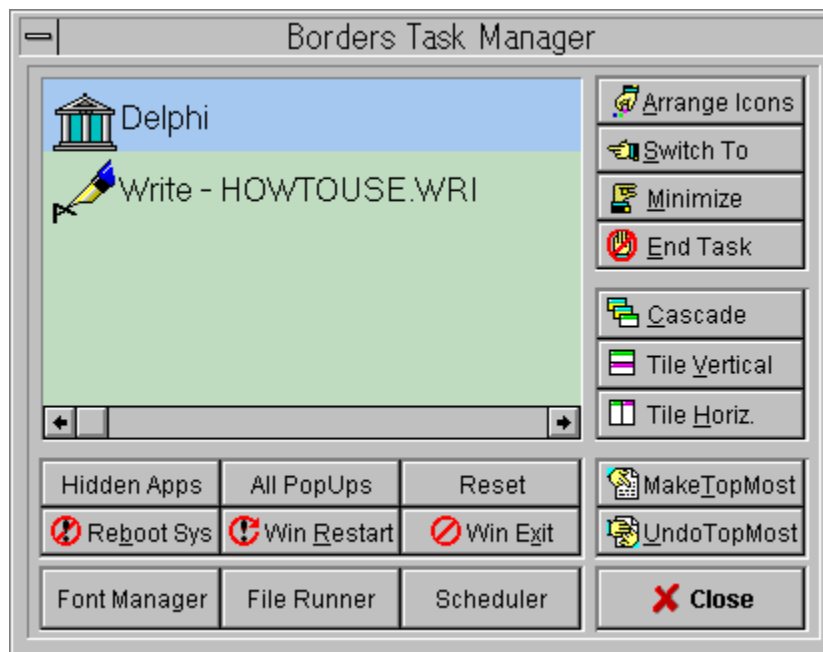 Borders Task Manager
Delphi
Write - HOWTOUSE.WRI
Arrange Icons
Switch To
Minimize
End Task
Cascade
Tile Vertical
Tile Horiz.
Hidden Apps
All PopUps
Reset
MakeTopMost
Reboot Sys
Win Restart
Win Exit
UndoTopMost
Font Manager
File Runner
Scheduler
Close